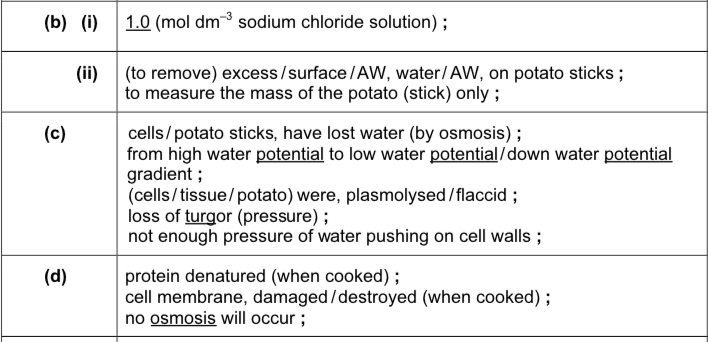 (b) (i) 1.0 (mol dm⁻³ sodium chloride solution) ;
(ii) (to remove) excess / surface / AW, water / AW, on potato sticks ;
to measure the mass of the potato (stick) only ;
(c) cells / potato sticks, have lost water (by osmosis) ;
from high water potential to low water potential / down water potential
gradient ;
(cells / tissue / potato) were, plasmolysed / flaccid ;
loss of turgor (pressure) ;
not enough pressure of water pushing on cell walls ;
(d) protein denatured (when cooked) ;
cell membrane, damaged / destroyed (when cooked) ;
no osmosis will occur ;